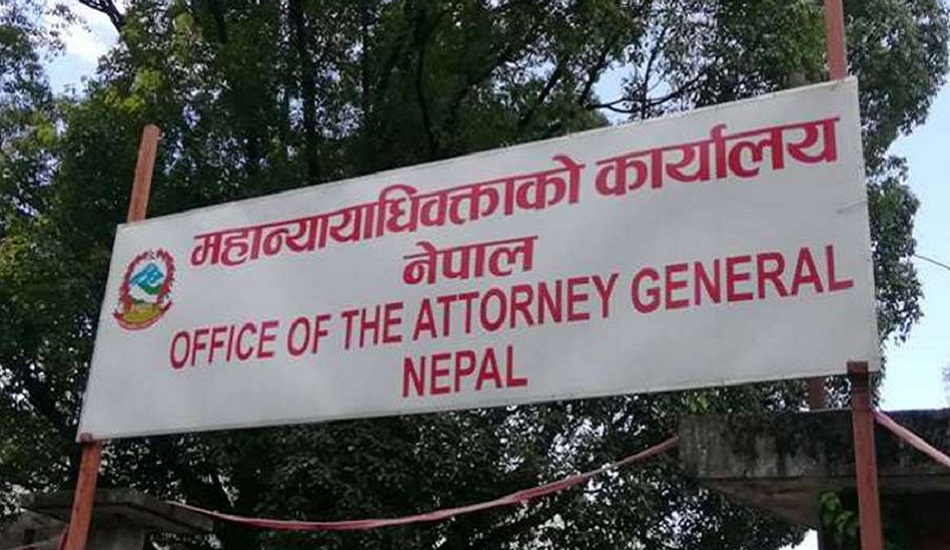 महान्यायाधिवक्ताको कार्यालय
नेपाल
OFFICE OF THE ATTORNEY GENERAL
NEPAL